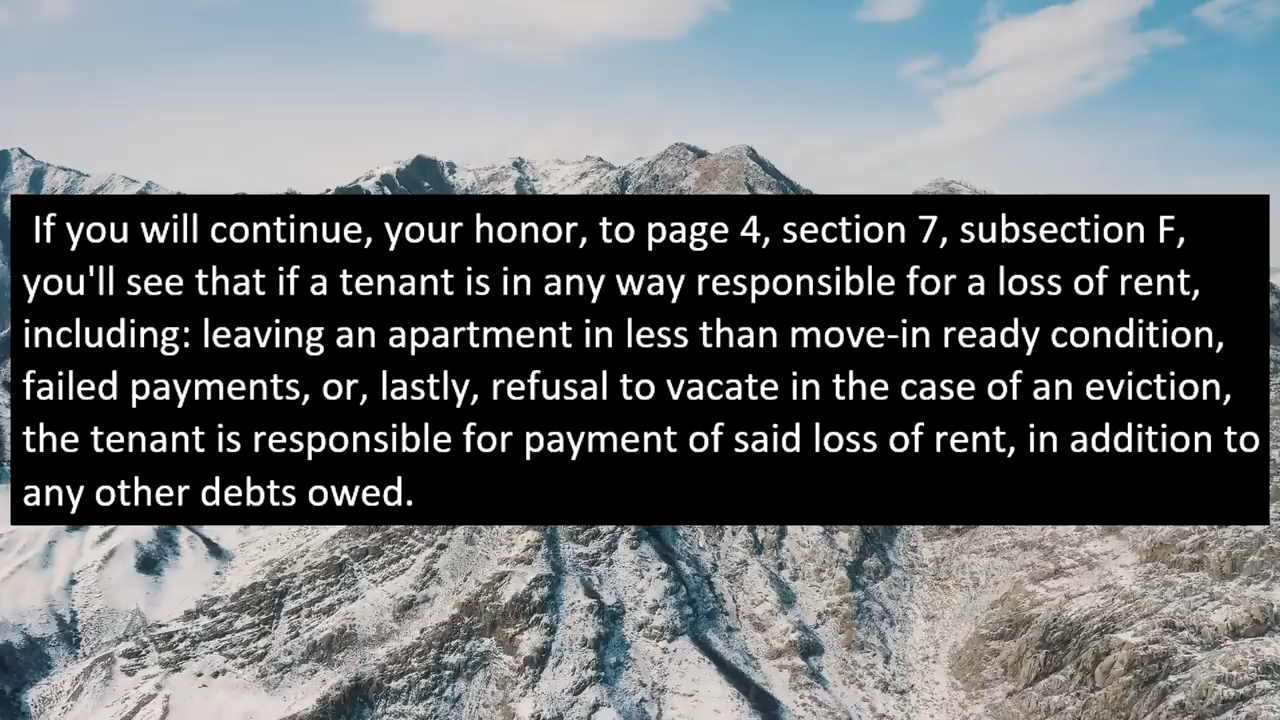 If you will continue, your honor, to page 4, section 7, subsection F,
you'll see that if a tenant is in any way responsible for a loss of rent,
including: leaving an apartment in less than move-in ready condition,
failed payments, or, lastly, refusal to vacate in the case of an eviction,
the tenant is responsible for payment of said loss of rent, in addition to
any other debts owed.